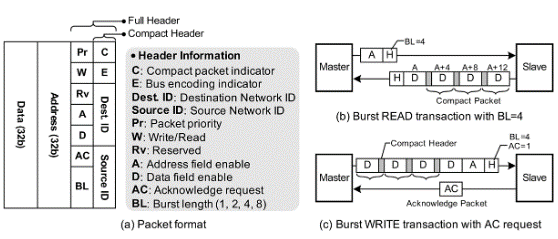 Full Header
Compact Header
Data (32b)
Address (32b)
Pr
W
Rv
A
D
AC
BL
C
E
Dest. ID
Source ID
• Header Information
C: Compact packet indicator
E: Bus encoding indicator
Dest. ID: Destination Network ID
Source ID: Source Network ID
Pr: Packet priority
W: Write/Read
Rv: Reserved
A: Address field enable
D: Data field enable
AC: Acknowledge request
BL: Burst length (1, 2, 4, 8)
(a) Packet format
BL=4
Master
A H
Slave
A A+4 A+8 A+12
H D D D D
Compact Packet
(b) Burst READ transaction with BL=4
Compact Header
BL=4
AC=1
D D D D A H
Master
AC
Slave
Acknowledge Packet
(c) Burst WRITE transaction with AC request